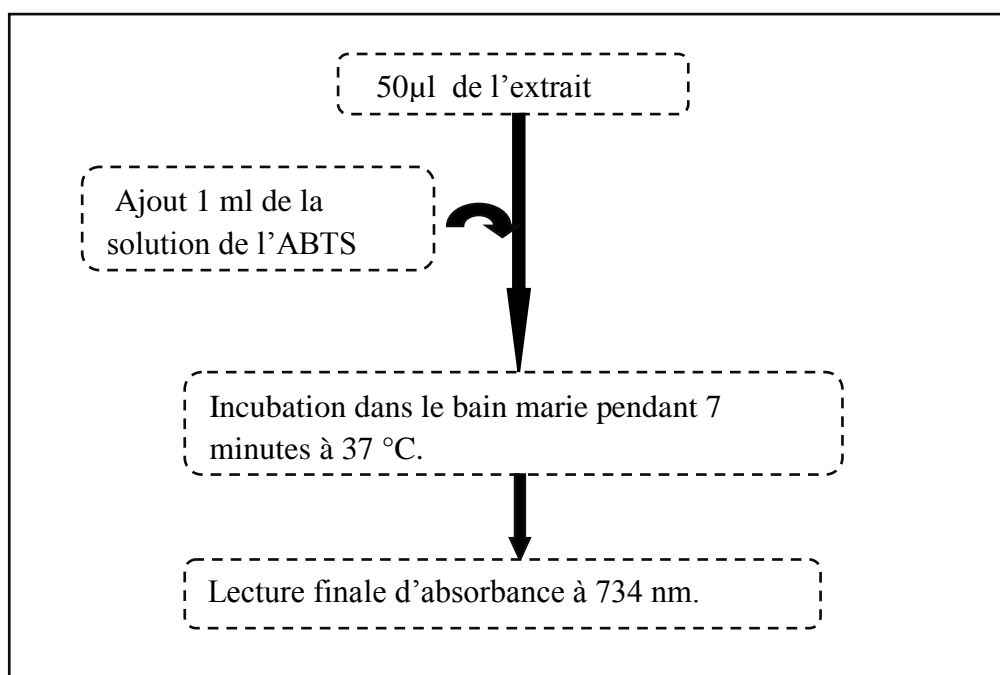 50µl de l’extrait
Ajout 1 ml de la
solution de l’ABTS
Incubation dans le bain marie pendant 7
minutes à 37 °C.
Lecture finale d’absorbance à 734 nm.